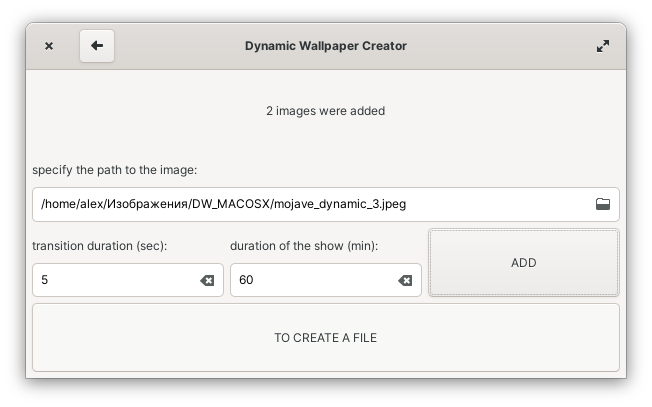 Dynamic Wallpaper Creator
2 images were added
specify the path to the image:
/home/alex/Изображения/DW_MACOSX/mojave_dynamic_3.jpeg
transition duration (sec):
duration of the show (min):
5
60
ADD
TO CREATE A FILE